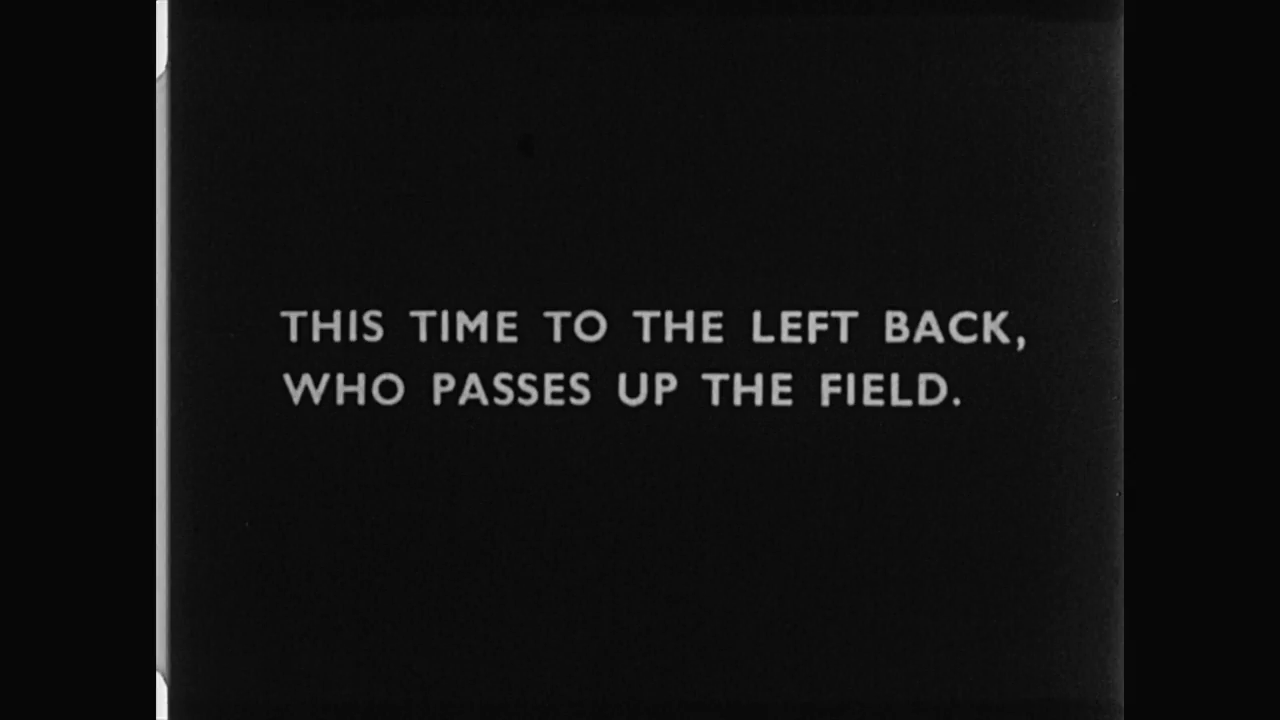 THIS TIME TO THE LEFT BACK,
WHO PASSES UP THE FIELD.